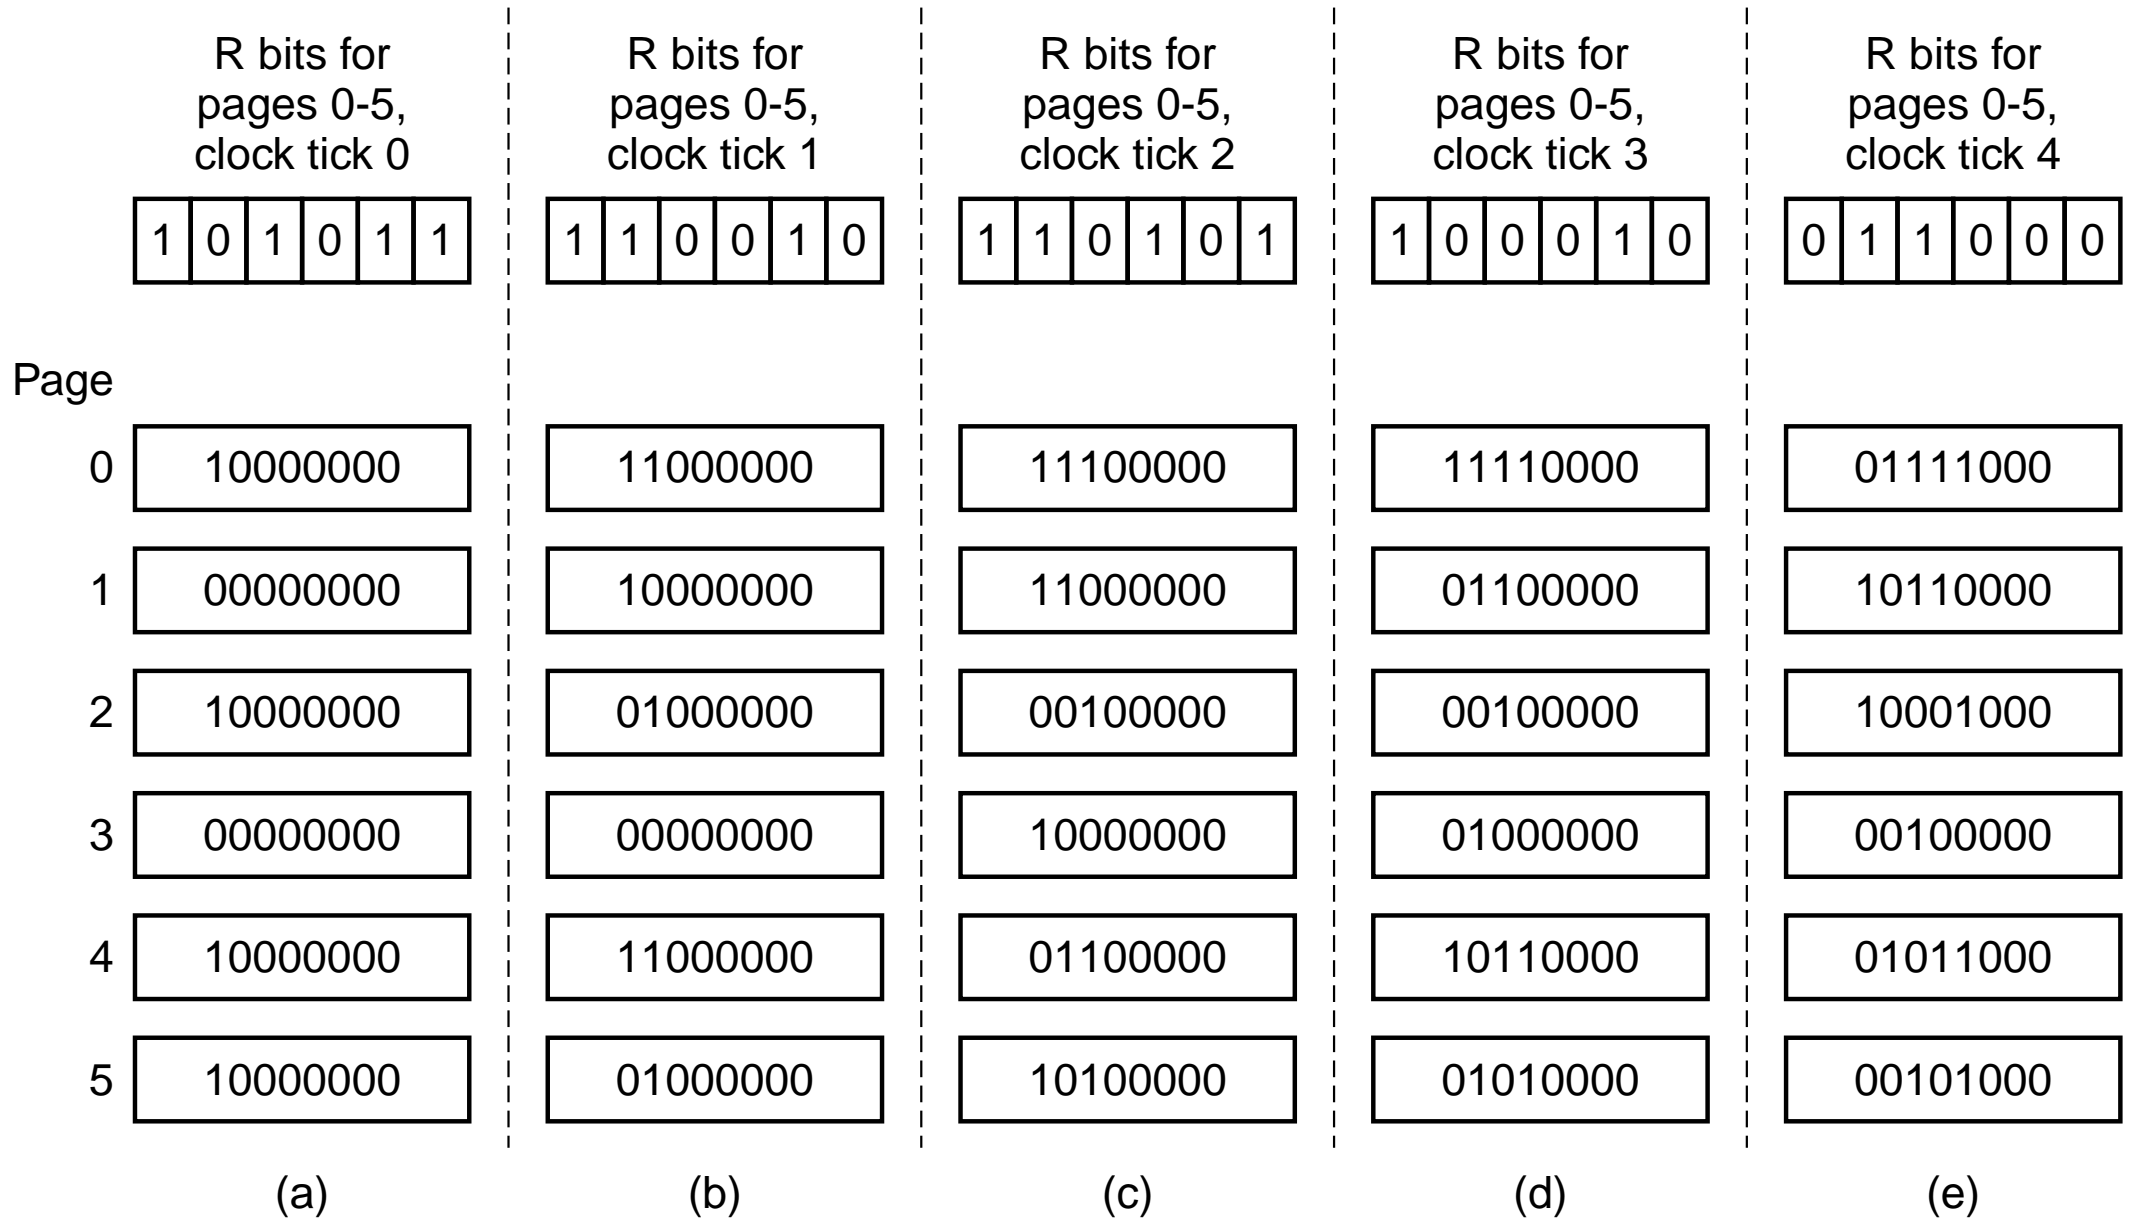 R bits for
pages 0-5,
clock tick 0
R bits for
pages 0-5,
clock tick 1
R bits for
pages 0-5,
clock tick 2
R bits for
pages 0-5,
clock tick 3
R bits for
pages 0-5,
clock tick 4
1 0 1 0 1 1
1 1 0 0 1 0
1 1 0 1 0 1
1 0 0 0 1 0
0 1 1 0 0 0
Page
0 10000000 11000000 11100000 11110000 01111000
1 00000000 10000000 11000000 01100000 10110000
2 10000000 01000000 00100000 00100000 10001000
3 00000000 00000000 10000000 01000000 00100000
4 10000000 11000000 01100000 10110000 01011000
5 10000000 01000000 10100000 01010000 00101000
(a) (b) (c) (d) (e)